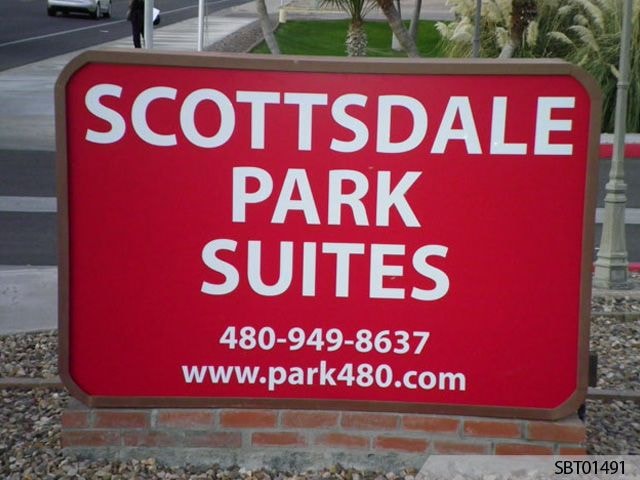 SCOTTSDALE
PARK
SUITES
480-949-8637
www.park480.com
SBT01491